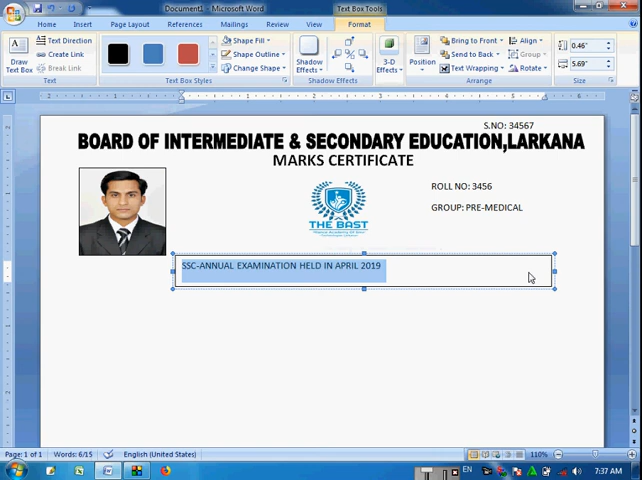 Document1 - Microsoft Word
Text Box Tools
Home
Insert
Page Layout
References
Mailings
Review
View
Format
Draw Text Box
Text Direction
Create Link
Break Link
Text
Shape Fill
Shape Outline
Change Shape
Text Box Styles
Shadow Effects
Shadow Effects
3-D Effects
Position
Bring to Front
Send to Back
Text Wrapping
Align
Group
Rotate
Arrange
0.46"
5.69"
Size
S.NO: 34567
BOARD OF INTERMEDIATE & SECONDARY EDUCATION,LARKANA
MARKS CERTIFICATE
ROLL NO: 3456
GROUP: PRE-MEDICAL
THE BAST
SSC-ANNUAL EXAMINATION HELD IN APRIL 2019
Page: 1 of 1
Words: 6/15
English (United States)
110%
EN
7:37 AM